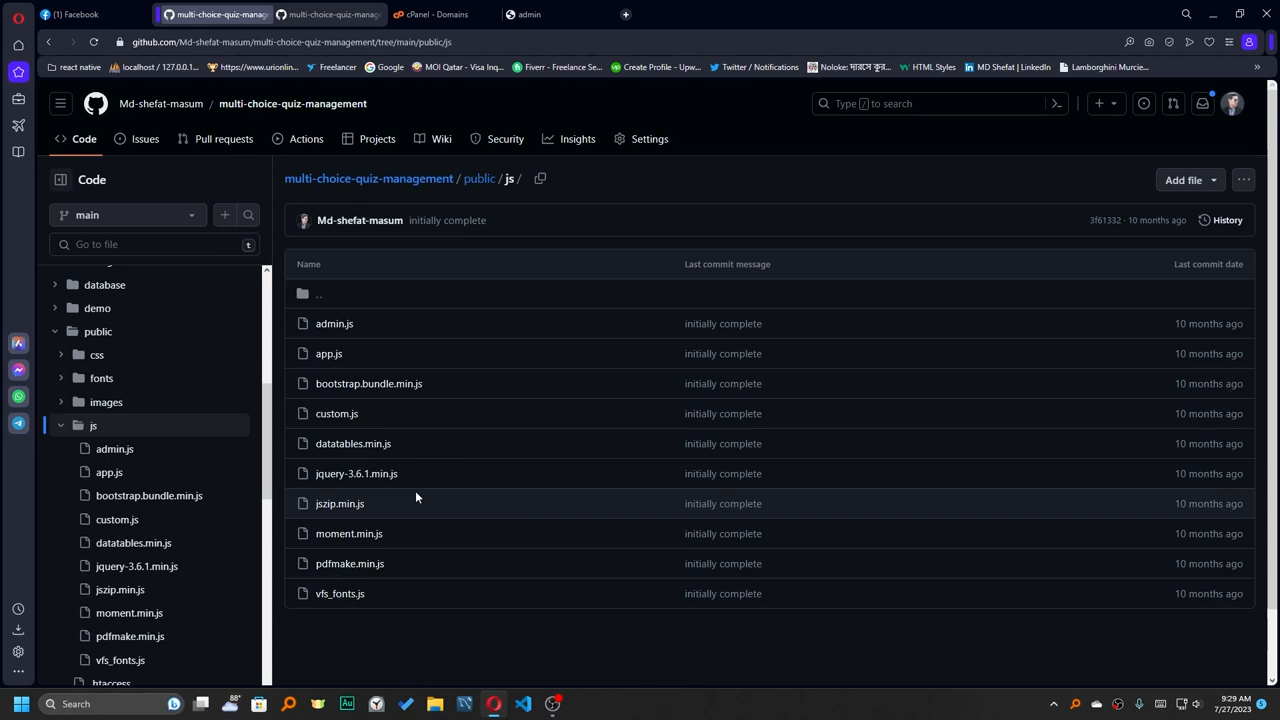 (1) Facebook
multi-choice-quiz-manag
multi-choice-quiz-manage
cPanel - Domains
admin
github.com/Md-shefat-masum/multi-choice-quiz-management/tree/main/public/js
react native
localhost / 127.0.0.1...
https://www.urionlin...
Freelancer
Google
MOI Qatar - Visa Inq...
Fiverr - Freelance Se...
Create Profile - Upw...
Twitter / Notifications
HTML Styles
MD Shefat | LinkedIn
Lamborghini Murcie...
Md-shefat-masum / multi-choice-quiz-management
Type / to search
Code
Issues
Pull requests
Actions
Projects
Wiki
Security
Insights
Settings
Code
main
Go to file
t
database
demo
public
css
fonts
images
js
admin.js
app.js
bootstrap.bundle.min.js
custom.js
datatables.min.js
jquery-3.6.1.min.js
jszip.min.js
moment.min.js
pdfmake.min.js
vfs_fonts.js
.htaccess
multi-choice-quiz-management / public / js /
Add file
Md-shefat-masum initially complete
3f61332 · 10 months ago
History
Name Last commit message Last commit date
..
admin.js initially complete 10 months ago
app.js initially complete 10 months ago
bootstrap.bundle.min.js initially complete 10 months ago
custom.js initially complete 10 months ago
datatables.min.js initially complete 10 months ago
jquery-3.6.1.min.js initially complete 10 months ago
jszip.min.js initially complete 10 months ago
moment.min.js initially complete 10 months ago
pdfmake.min.js initially complete 10 months ago
vfs_fonts.js initially complete 10 months ago
Search
88°
Au
9:29 AM
7/27/2023